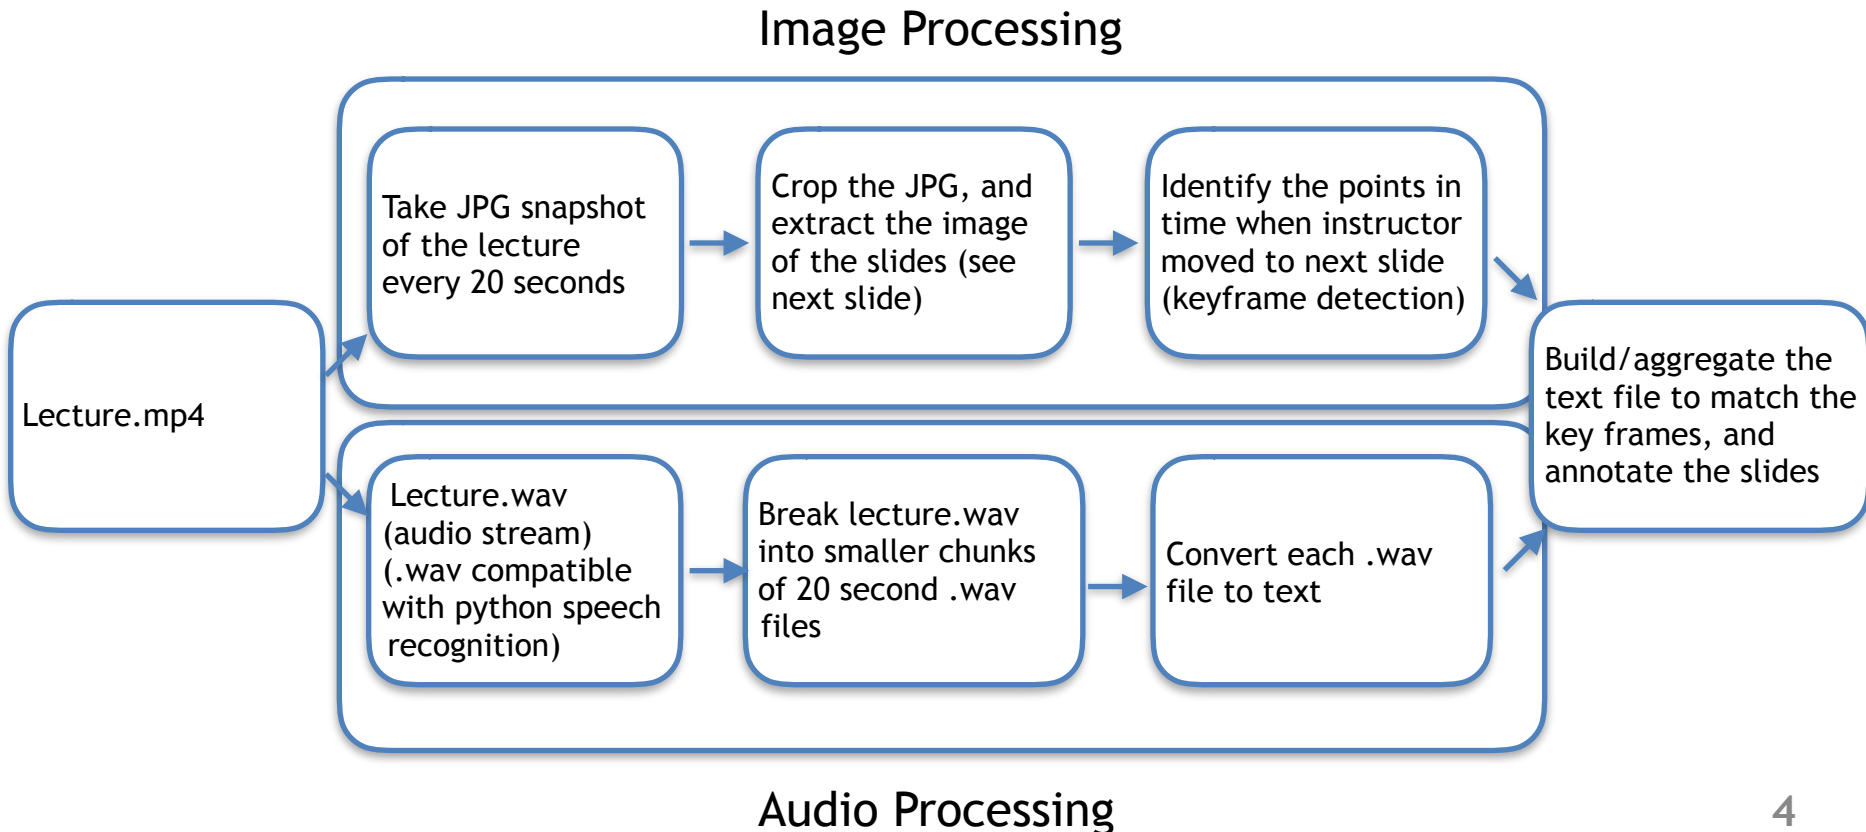 Image Processing
Take JPG snapshot
of the lecture
every 20 seconds
Crop the JPG, and
extract the image
of the slides (see
next slide)
Identify the points in
time when instructor
moved to next slide
(keyframe detection)
Lecture.mp4
Build/aggregate the
text file to match the
key frames, and
annotate the slides
Lecture.wav
(audio stream)
(.wav compatible
with python speech
recognition)
Break lecture.wav
into smaller chunks
of 20 second .wav
files
Convert each .wav
file to text
Audio Processing
4